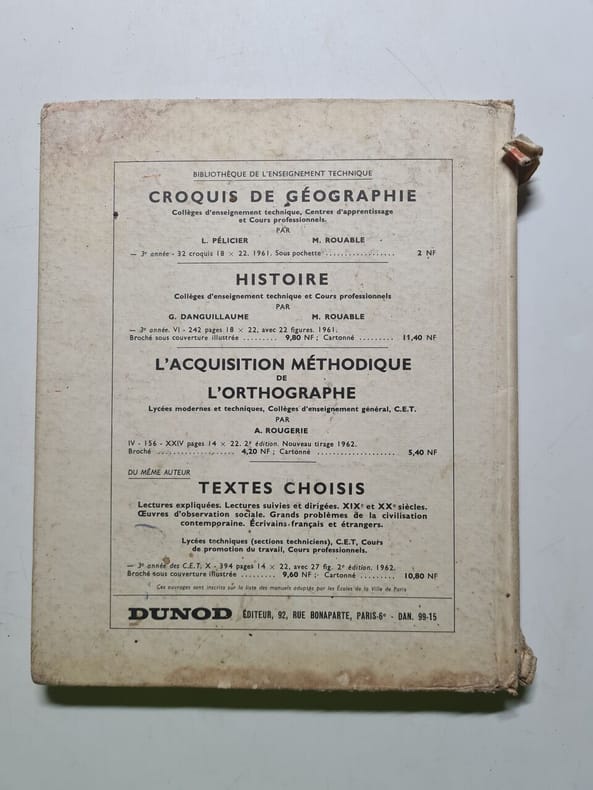 BIBLIOTHÈQUE DE L'ENSEIGNEMENT TECHNIQUE
CROQUIS DE GÉOGRAPHIE
Collèges d'enseignement technique, Centres d'apprentissage
et Cours professionnels.
PAR
L. PÉLICIER M. ROUABLE
— 3e année - 32 croquis 18 × 22. 1961. Sous pochette .................. 2 NF
HISTOIRE
Collèges d'enseignement technique et Cours professionnels
PAR
G. DANGUILLAUME M. ROUABLE
— 3e année. VI - 242 pages 18 × 22, avec 22 figures. 1961.
Broché sous couverture illustrée ......... 9,80 NF ; Cartonné ......... 11,40 NF
L'ACQUISITION MÉTHODIQUE
DE
L'ORTHOGRAPHE
Lycées modernes et techniques, Collèges d'enseignement général, C.E.T.
PAR
A. ROUGERIE
IV - 156 - XXIV pages 14 × 22. 2e édition. Nouveau tirage 1962.
Broché .................... 4,20 NF ; Cartonné .................... 5,40 NF
DU MÊME AUTEUR
TEXTES CHOISIS
Lectures expliquées. Lectures suivies et dirigées. XIXe et XXe siècles.
Œuvres d'observation sociale. Grands problèmes de la civilisation
contemporaine. Écrivains français et étrangers.
Lycées techniques (sections techniciens), C.E.T, Cours
de promotion du travail, Cours professionnels.
— 3e année des C.E.T. X - 394 pages 14 × 22, avec 27 fig. 2e édition. 1962.
Broché sous couverture illustrée ......... 9,60 NF ; Cartonné ......... 10,80 NF
Ces ouvrages sont inscrits sur la liste des manuels adoptés par les Écoles de la Ville de Paris
DUNOD ÉDITEUR, 92, RUE BONAPARTE, PARIS-6e - DAN. 99-15